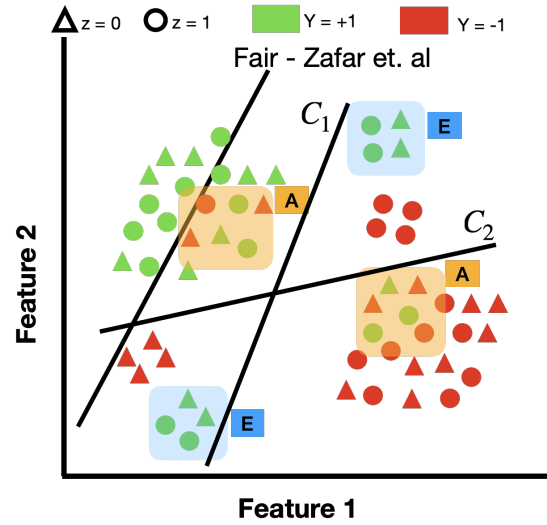 z = 0 z = 1 Y = +1 Y = -1
Fair - Zafar et. al
C1
E
A
C2
A
E
Feature 2
Feature 1